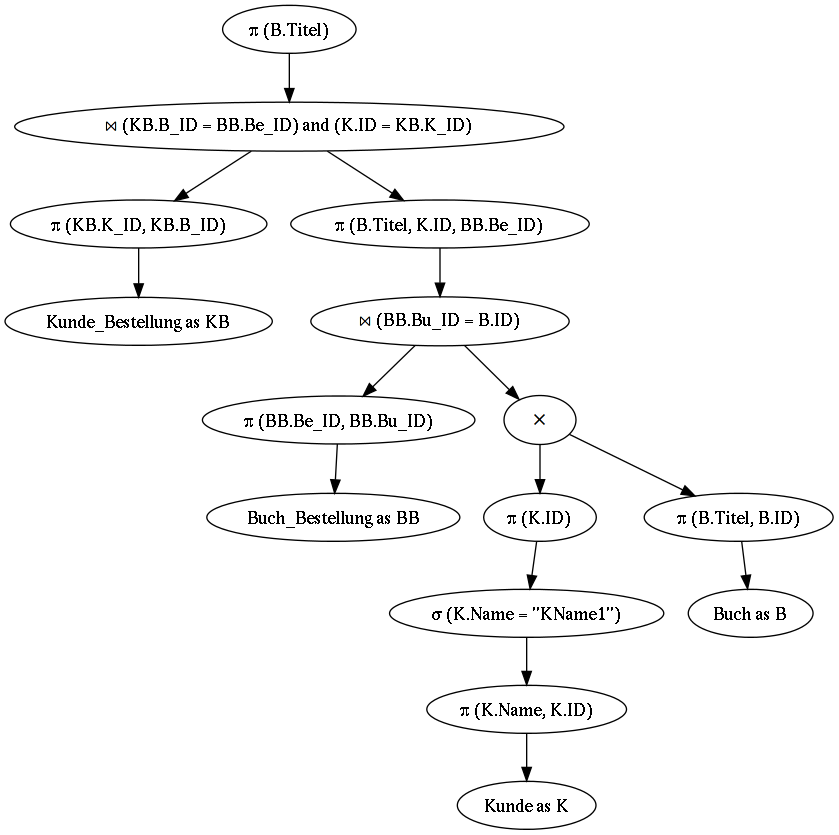 π (B.Titel)
⋈ (KB.B_ID = BB.Be_ID) and (K.ID = KB.K_ID)
π (KB.K_ID, KB.B_ID)
π (B.Titel, K.ID, BB.Be_ID)
Kunde_Bestellung as KB
⋈ (BB.Bu_ID = B.ID)
π (BB.Be_ID, BB.Bu_ID)
×
Buch_Bestellung as BB
π (K.ID)
π (B.Titel, B.ID)
σ (K.Name = "KName1")
Buch as B
π (K.Name, K.ID)
Kunde as K